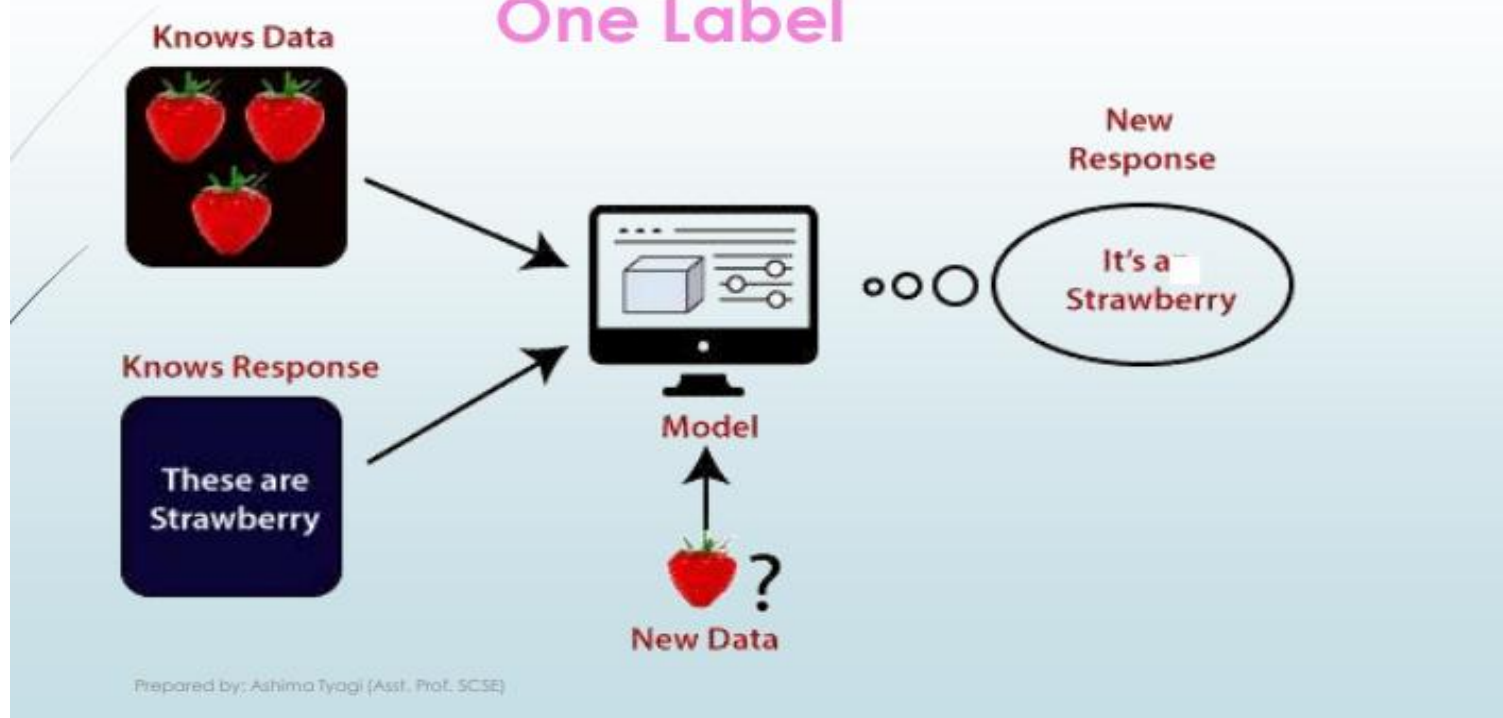 One Label
Knows Data
New
Response
It's a
Strawberry
Knows Response
These are
Strawberry
Model
?
New Data
Prepared by: Ashima Tyagi (Asst. Prof. SCSE)